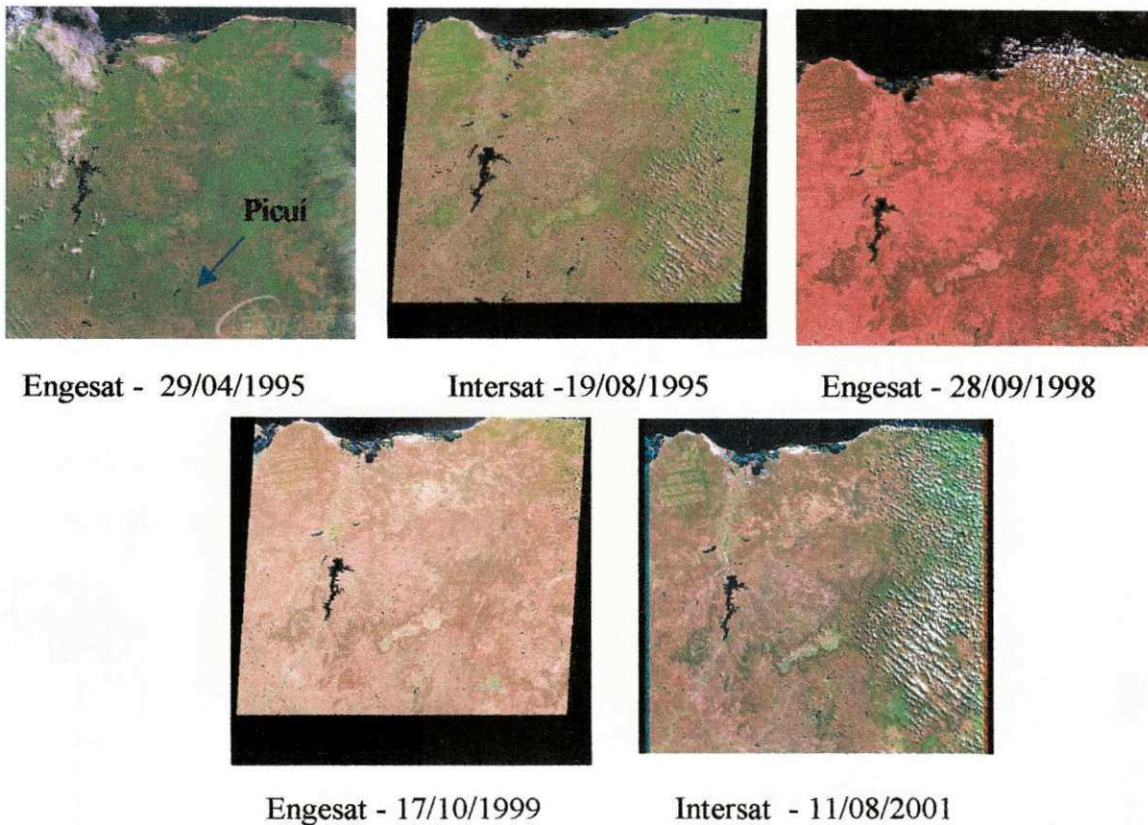 Picuí
Engesat - 29/04/1995
Intersat -19/08/1995
Engesat - 28/09/1998
Engesat - 17/10/1999
Intersat - 11/08/2001